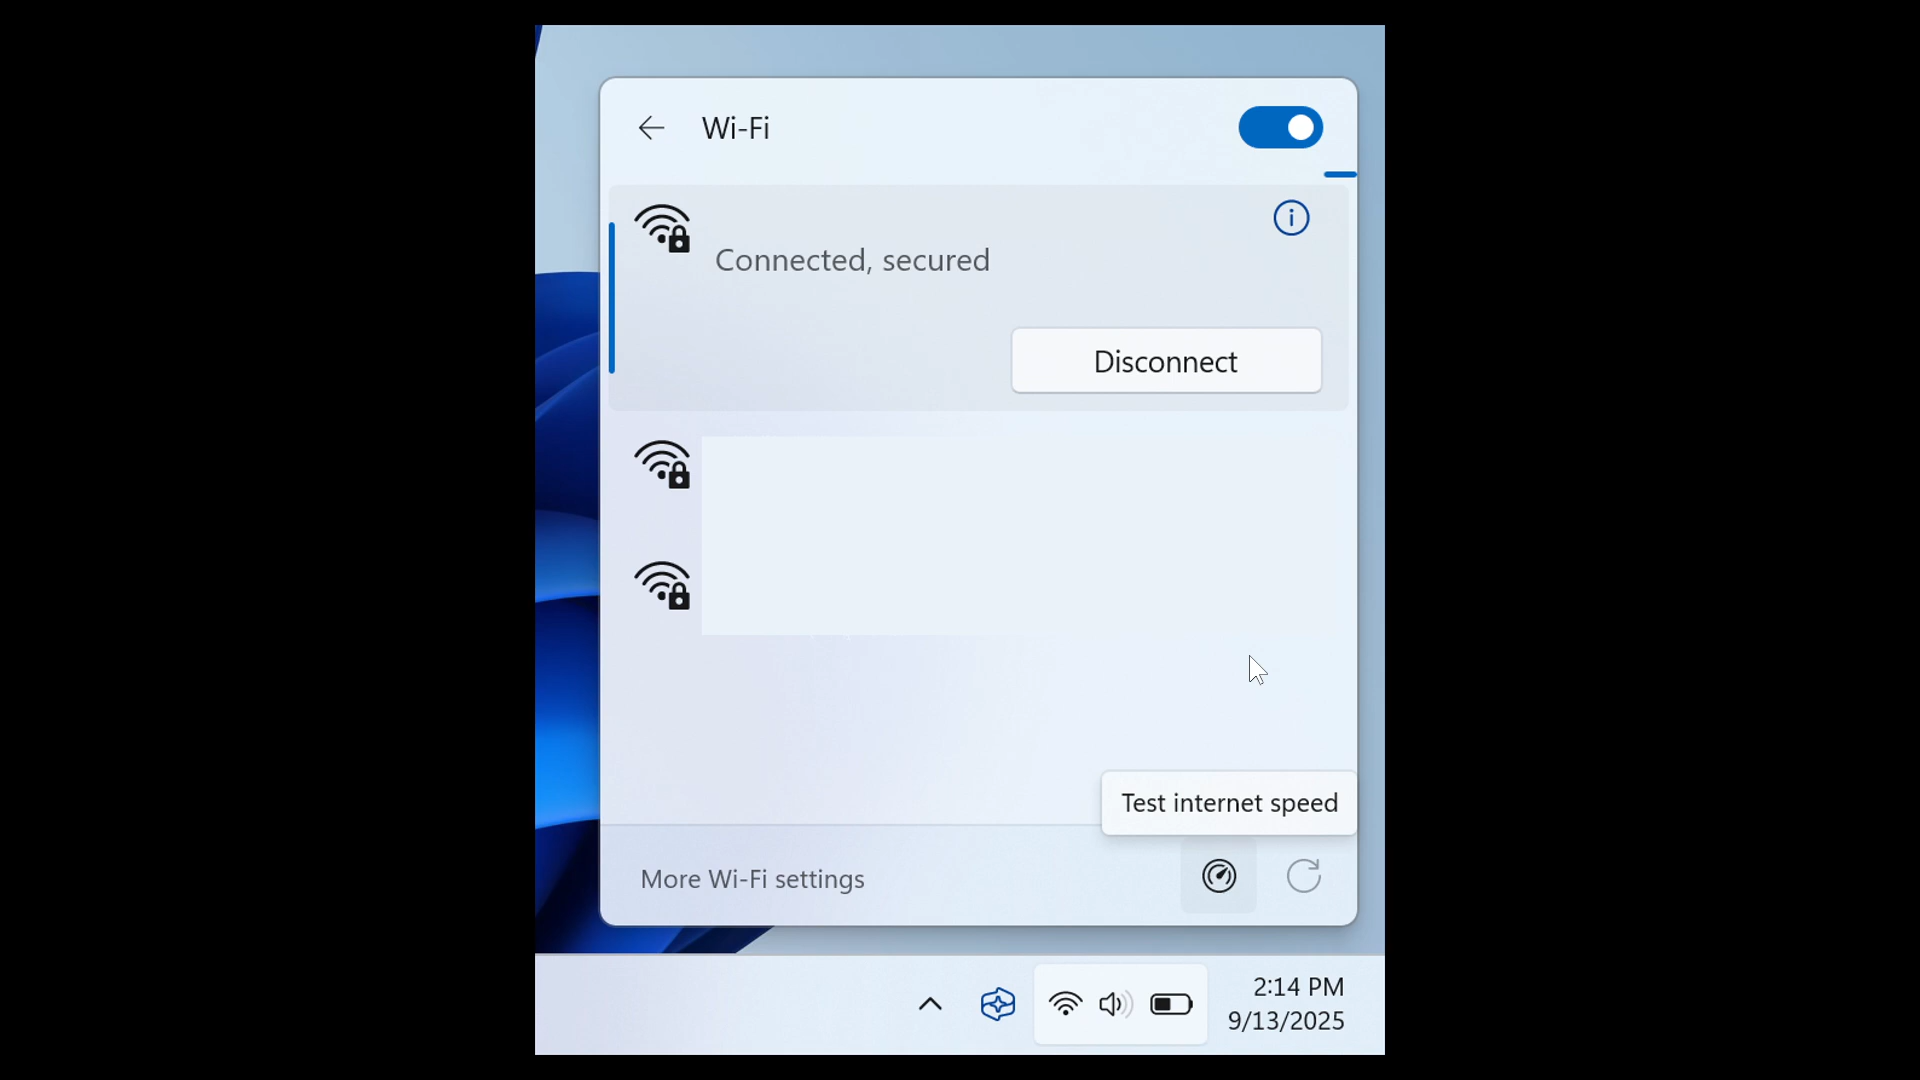 Wi-Fi
Connected, secured
Disconnect
Test internet speed
More Wi-Fi settings
2:14 PM
9/13/2025